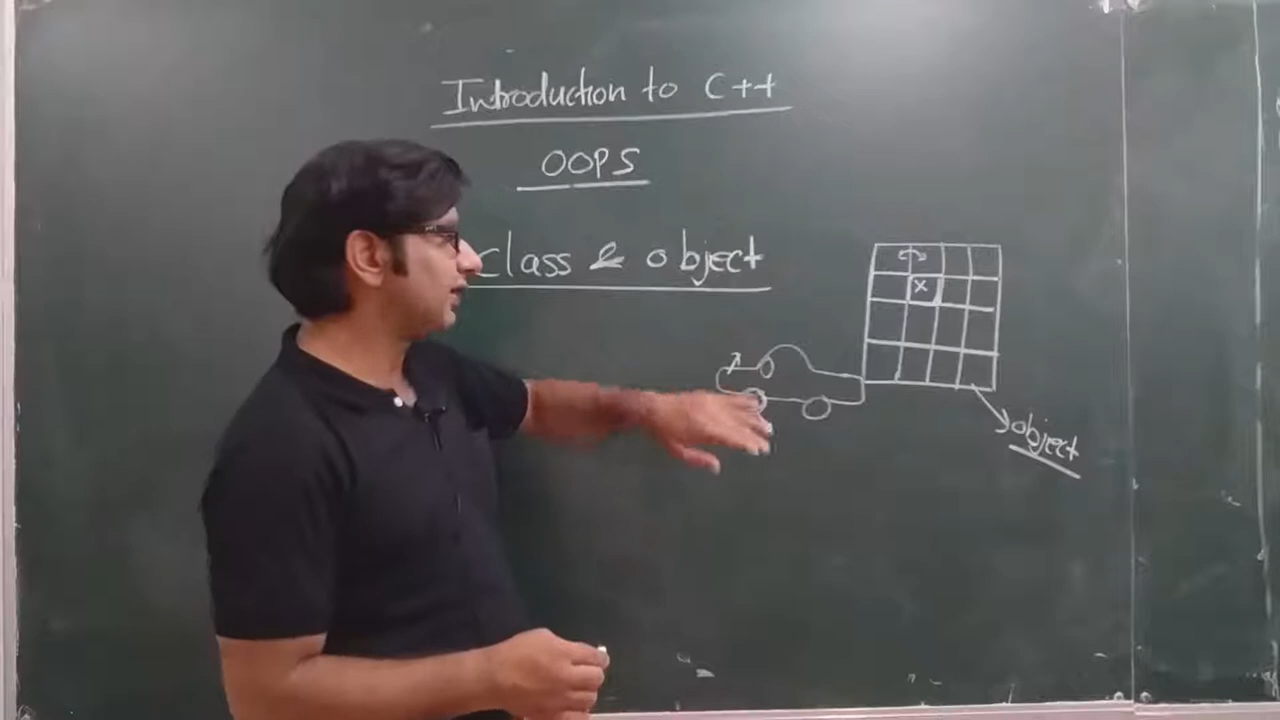 Introduction to C++
OOPS
class & object
x
object